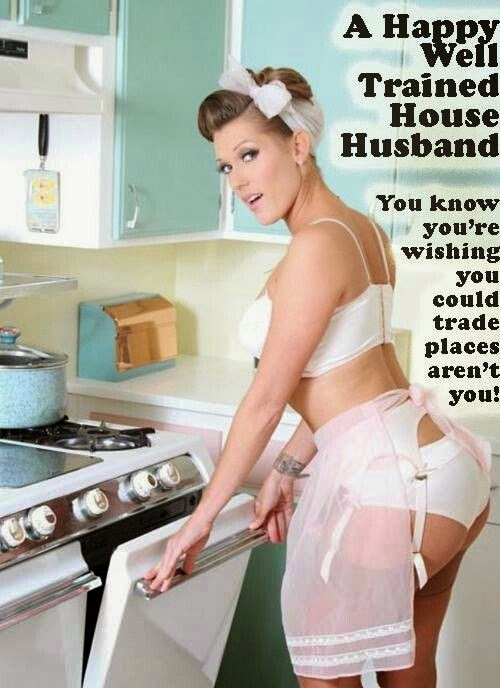 A Happy
Well
Trained
House
Husband
You know
you're
wishing
you
could
trade
places
aren't
you!